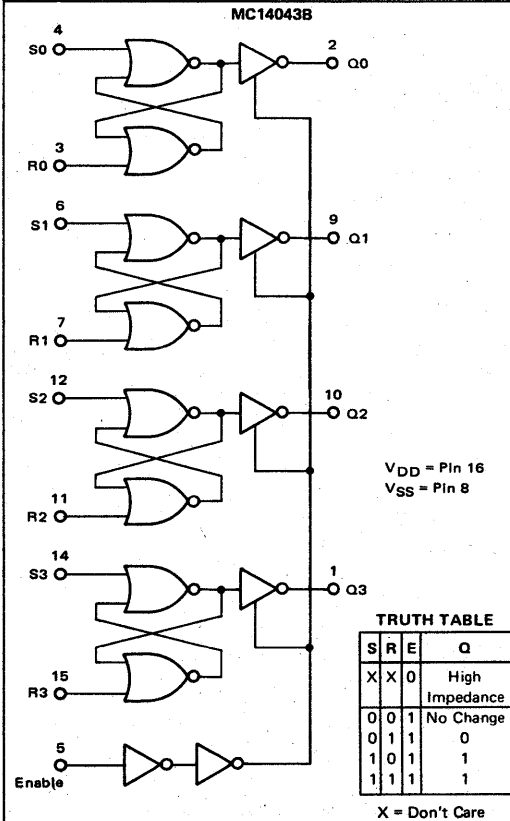 MC14043B
4
S0
2
Q0
3
R0
6
S1
9
Q1
7
R1
12
S2
10
Q2
11
R2
VDD = Pin 16
VSS = Pin 8
14
S3
1
Q3
15
R3
5
Enable
TRUTH TABLE
S R E Q
X X 0 High Impedance
0 0 1 No Change
0 1 1 0
1 0 1 1
1 1 1 1
X = Don't Care